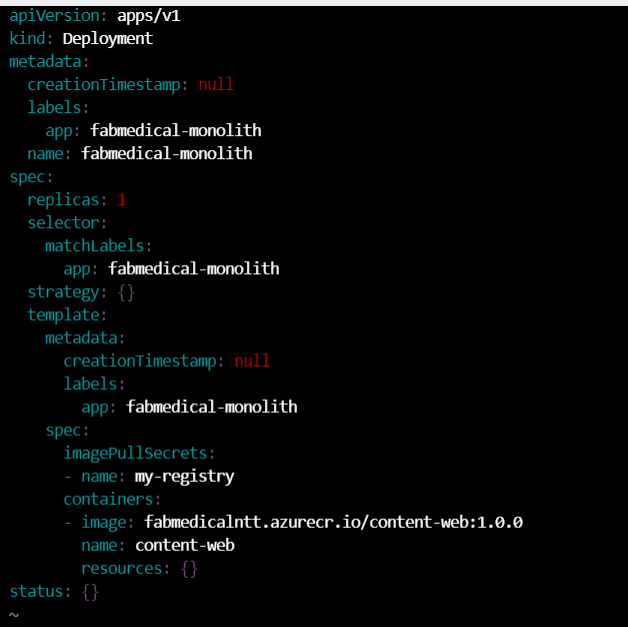 apiVersion: apps/v1
kind: Deployment
metadata:
  creationTimestamp: null
  labels:
    app: fabmedical-monolith
  name: fabmedical-monolith
spec:
  replicas: 1
  selector:
    matchLabels:
      app: fabmedical-monolith
  strategy: {}
  template:
    metadata:
      creationTimestamp: null
      labels:
        app: fabmedical-monolith
    spec:
      imagePullSecrets:
      - name: my-registry
      containers:
      - image: fabmedicalntt.azurecr.io/content-web:1.0.0
        name: content-web
        resources: {}
status: {}
~